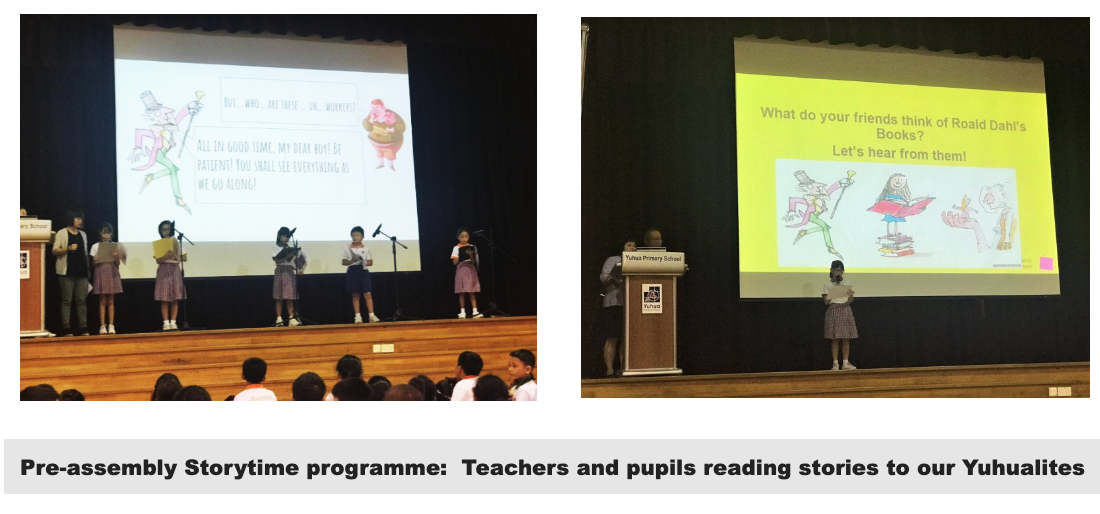 BUT... WHO... ARE THESE... UH... WORKERS?
ALL IN GOOD TIME, MY DEAR BOY! BE
PATIENT! YOU SHALL SEE EVERYTHING AS
WE GO ALONG!
What do your friends think of Roald Dahl's
Books?
Let's hear from them!
Yuhua Primary School
Yuhua
Pre-assembly Storytime programme: Teachers and pupils reading stories to our Yuhualites